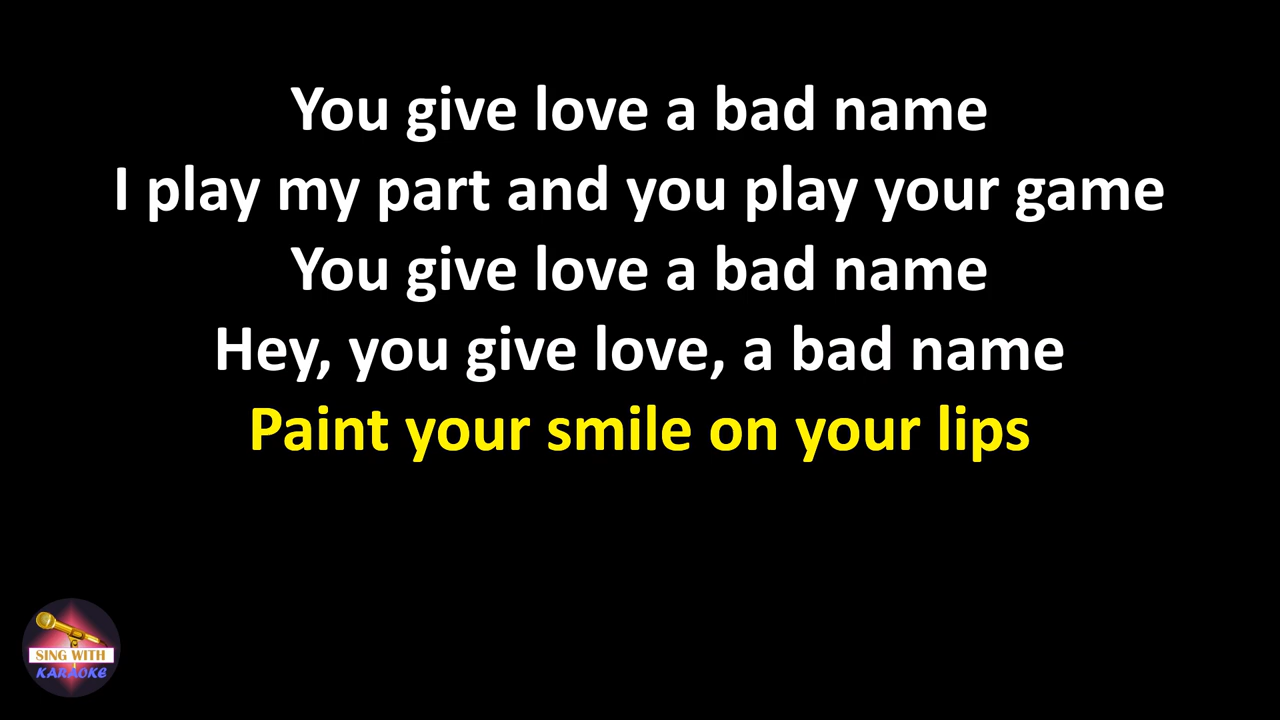 You give love a bad name
I play my part and you play your game
You give love a bad name
Hey, you give love, a bad name
Paint your smile on your lips
SING WITH
KARAOKE